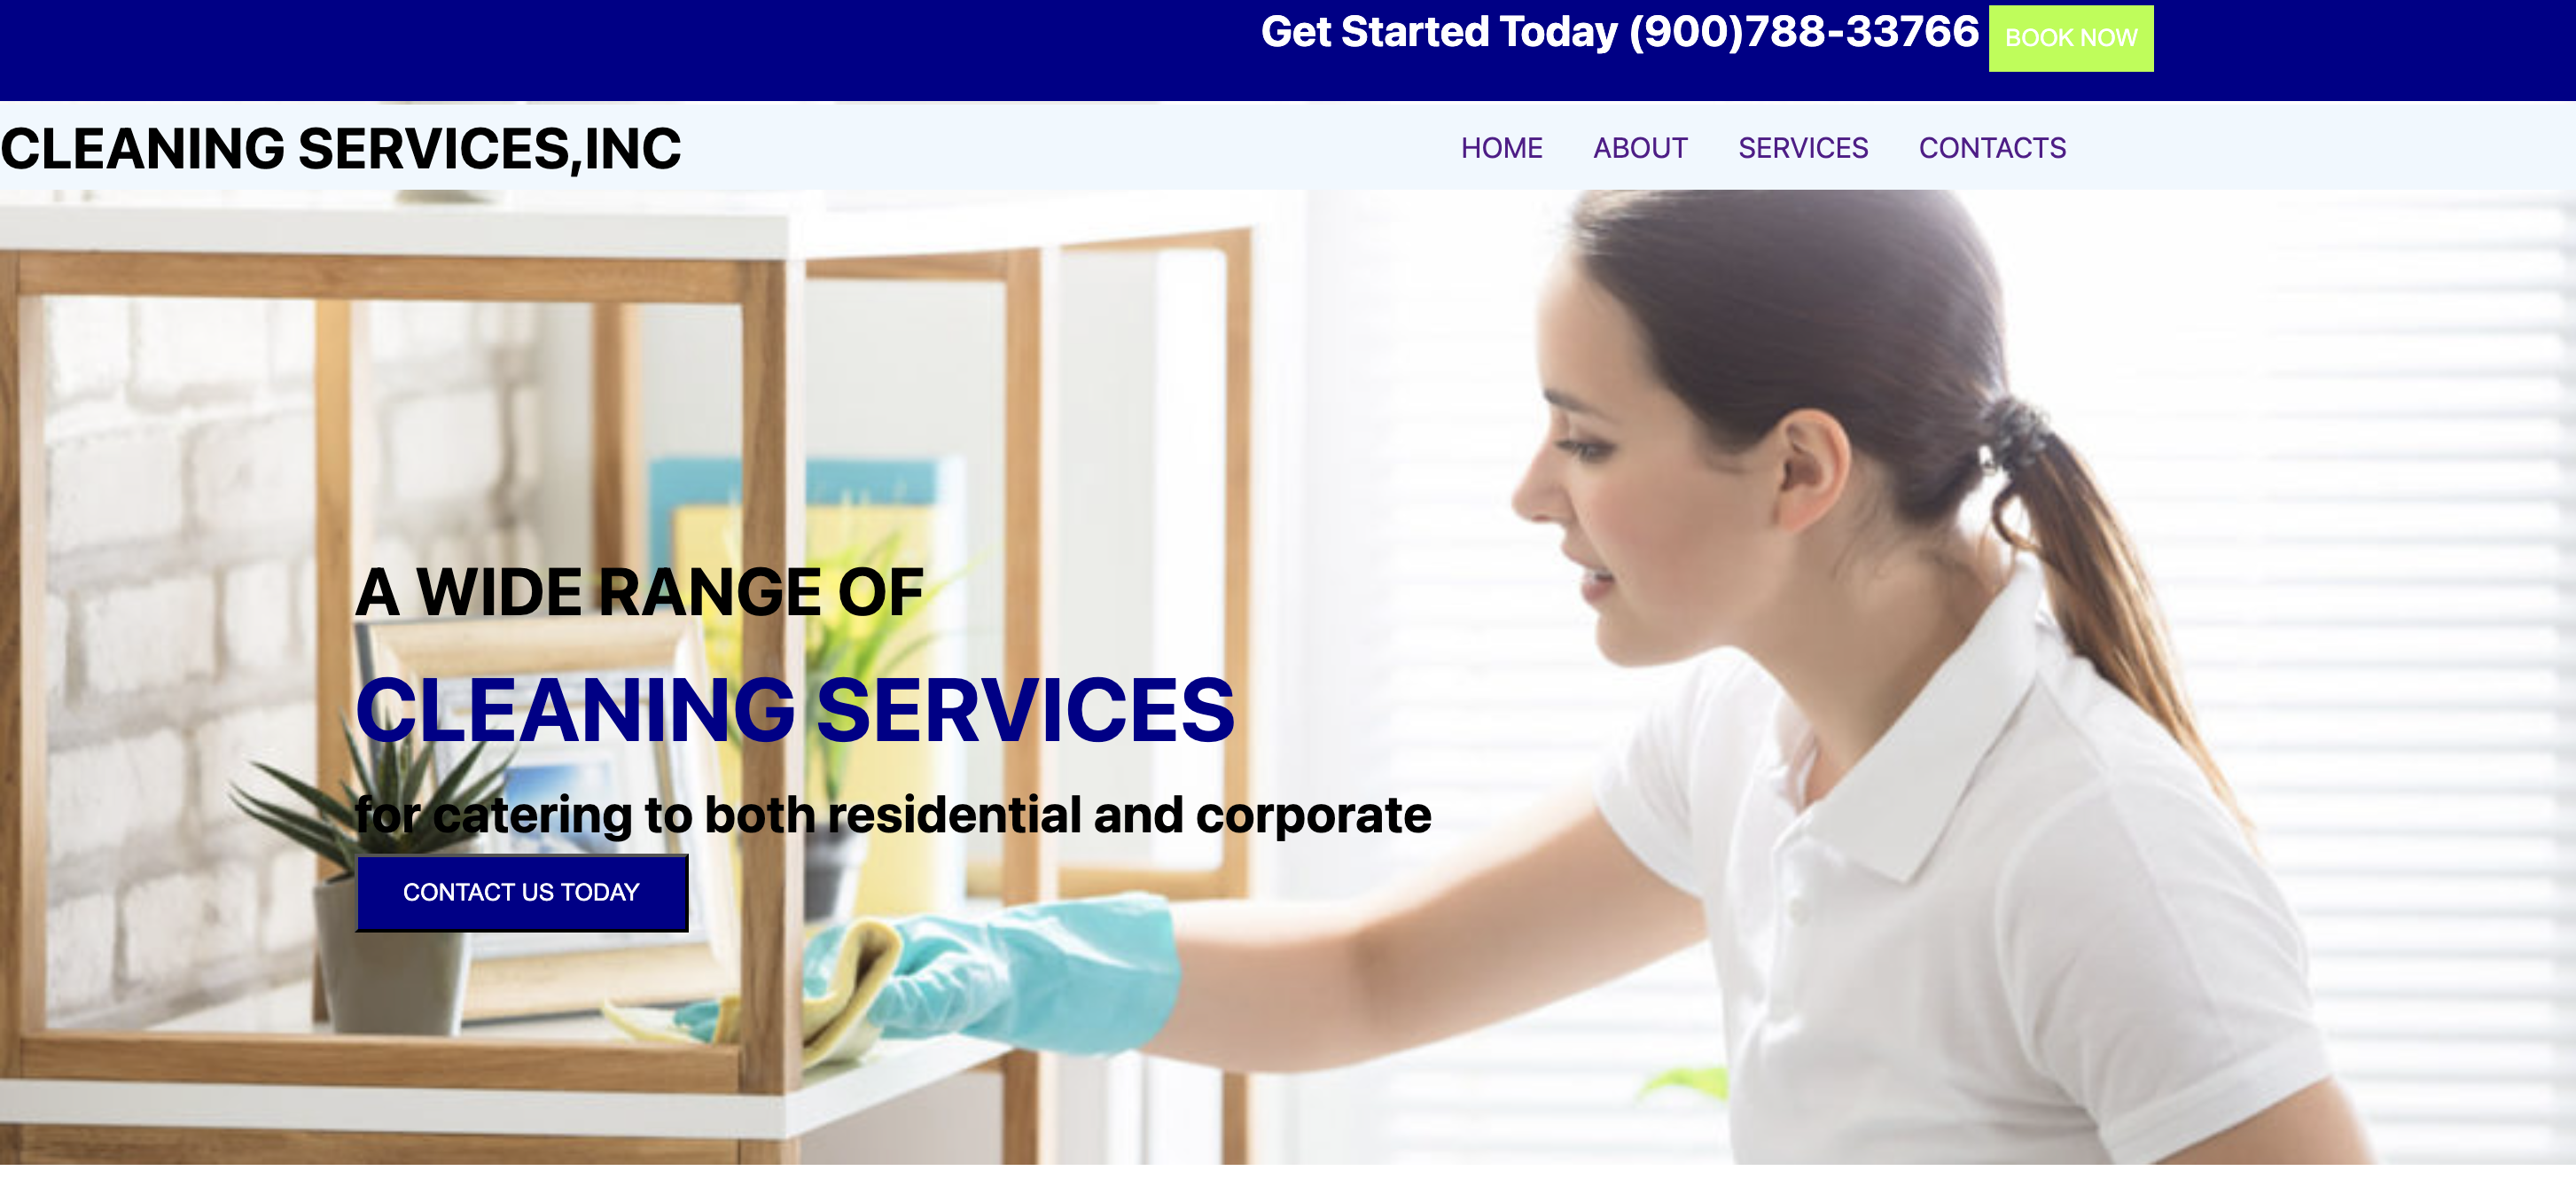 Get Started Today (900)788-33766 BOOK NOW
CLEANING SERVICES,INC HOME ABOUT SERVICES CONTACTS
A WIDE RANGE OF
CLEANING SERVICES
for catering to both residential and corporate
CONTACT US TODAY